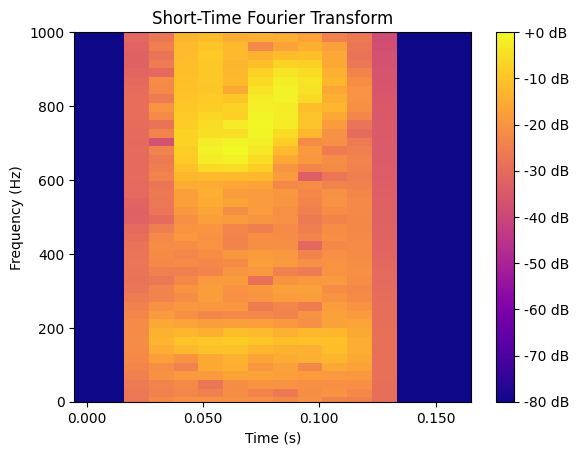 Short-Time Fourier Transform
1000
800
600
400
200
0
Frequency (Hz)
0.000
0.050
0.100
0.150
Time (s)
+0 dB
-10 dB
-20 dB
-30 dB
-40 dB
-50 dB
-60 dB
-70 dB
-80 dB